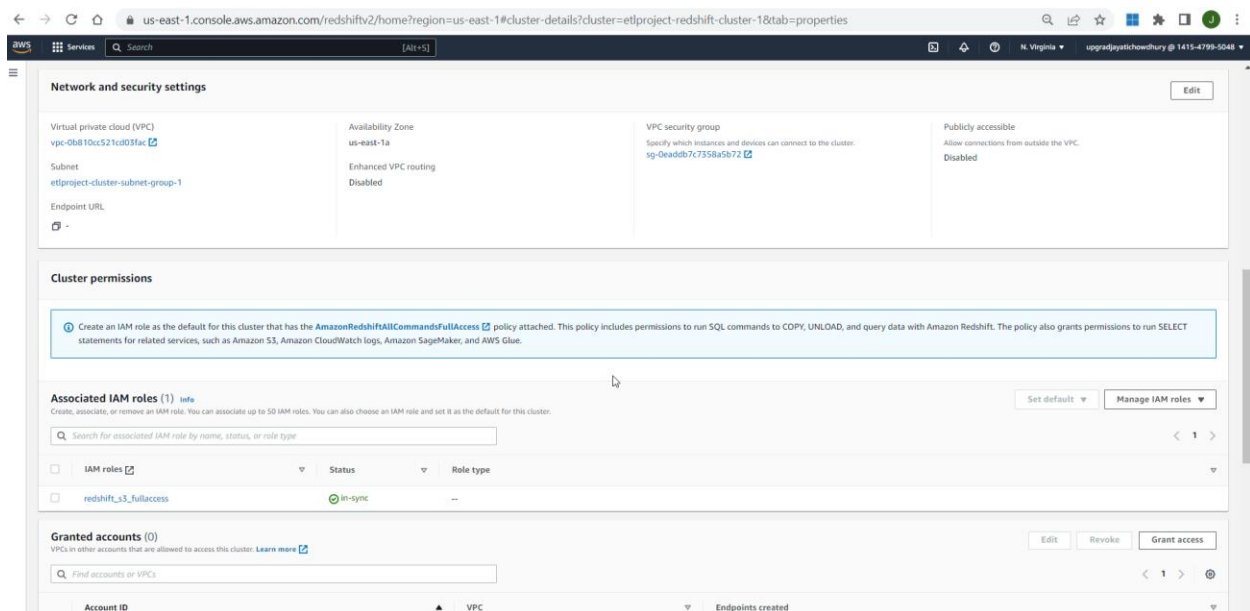 us-east-1.console.aws.amazon.com/redshiftv2/home?region=us-east-1#cluster-details?cluster=etlproject-redshift-cluster-1&tab=properties
J
aws Services Search [Alt+S] N. Virginia ▼ upgradjayatichowdhury @ 1415-4799-5048 ▼
Network and security settings Edit
Virtual private cloud (VPC) Availability Zone VPC security group Publicly accessible
vpc-0b810cc521cd03fac us-east-1a Specify which instances and devices can connect to the cluster. Allow connections from outside the VPC.
sg-0eaddb7c7358a5b72 Disabled
Subnet Enhanced VPC routing
etlproject-cluster-subnet-group-1 Disabled
Endpoint URL
-
Cluster permissions
Create an IAM role as the default for this cluster that has the AmazonRedshiftAllCommandsFullAccess policy attached. This policy includes permissions to run SQL commands to COPY, UNLOAD, and query data with Amazon Redshift. The policy also grants permissions to run SELECT
statements for related services, such as Amazon S3, Amazon CloudWatch logs, Amazon SageMaker, and AWS Glue.
Associated IAM roles (1) Info Set default ▼ Manage IAM roles ▼
Create, associate, or remove an IAM role. You can associate up to 50 IAM roles. You can also choose an IAM role and set it as the default for this cluster.
Search for associated IAM role by name, status, or role type < 1 >
IAM roles Status Role type
redshift_s3_fullaccess in-sync --
Granted accounts (0) Edit Revoke Grant access
VPCs in other accounts that are allowed to access this cluster. Learn more
Find accounts or VPCs < 1 >
Account ID ▲ VPC Endpoints created